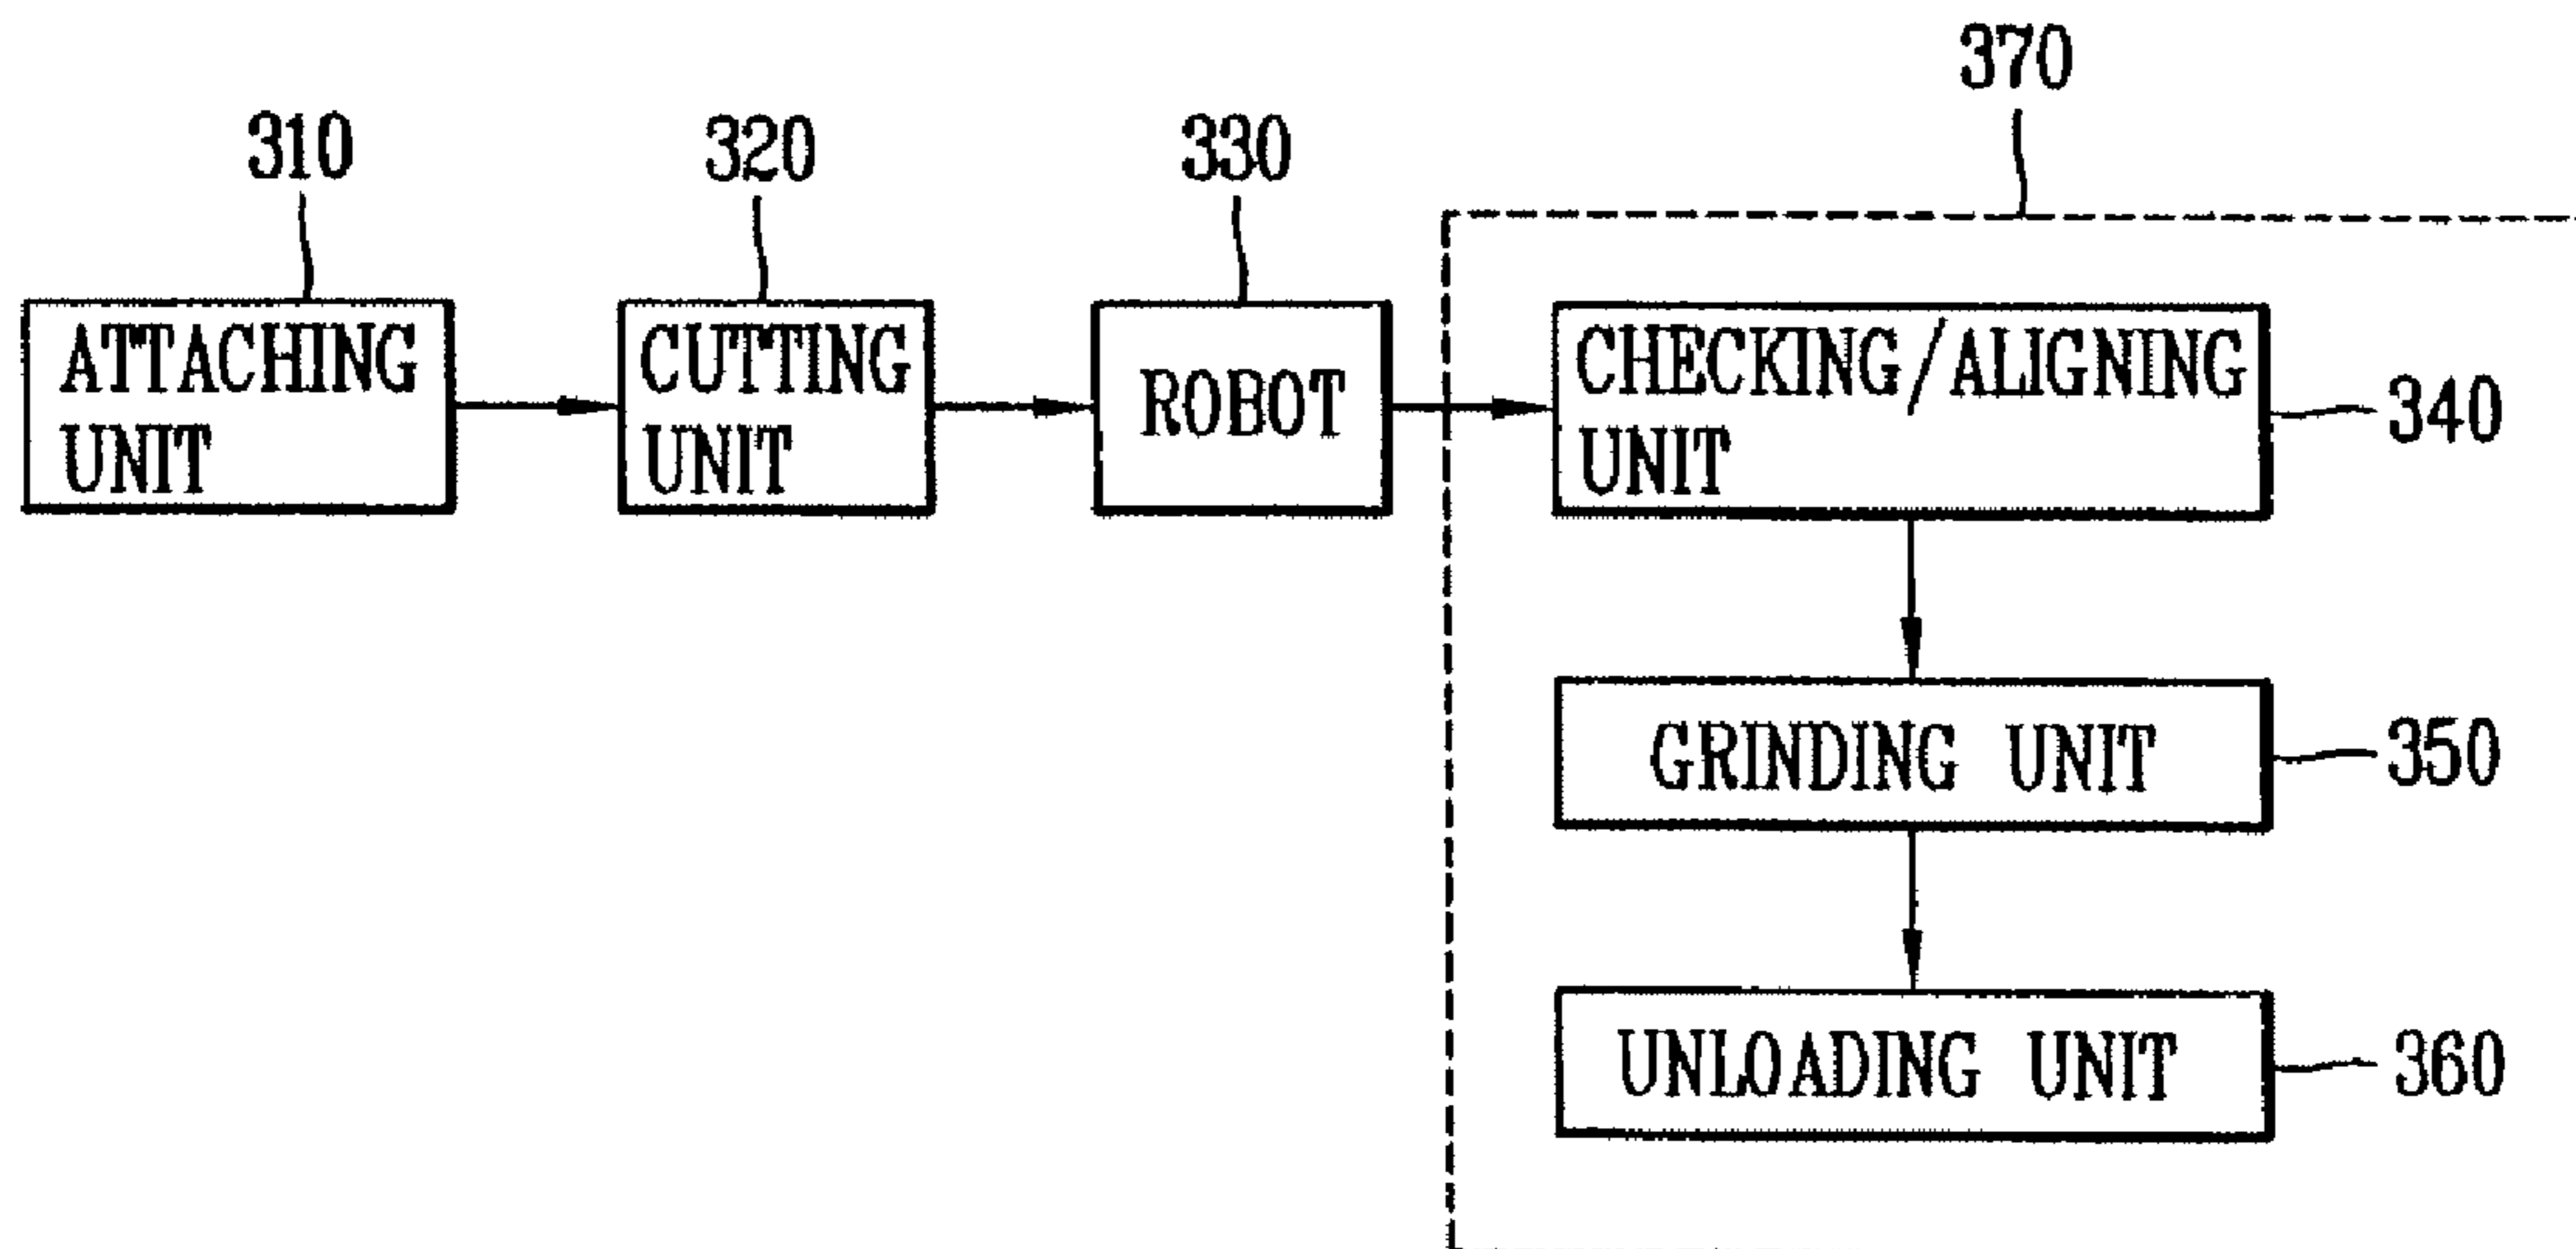 370
310
320
330
ATTACHING
UNIT
CUTTING
UNIT
ROBOT
CHECKING/ALIGNING
UNIT
340
GRINDING UNIT
350
UNLOADING UNIT
360